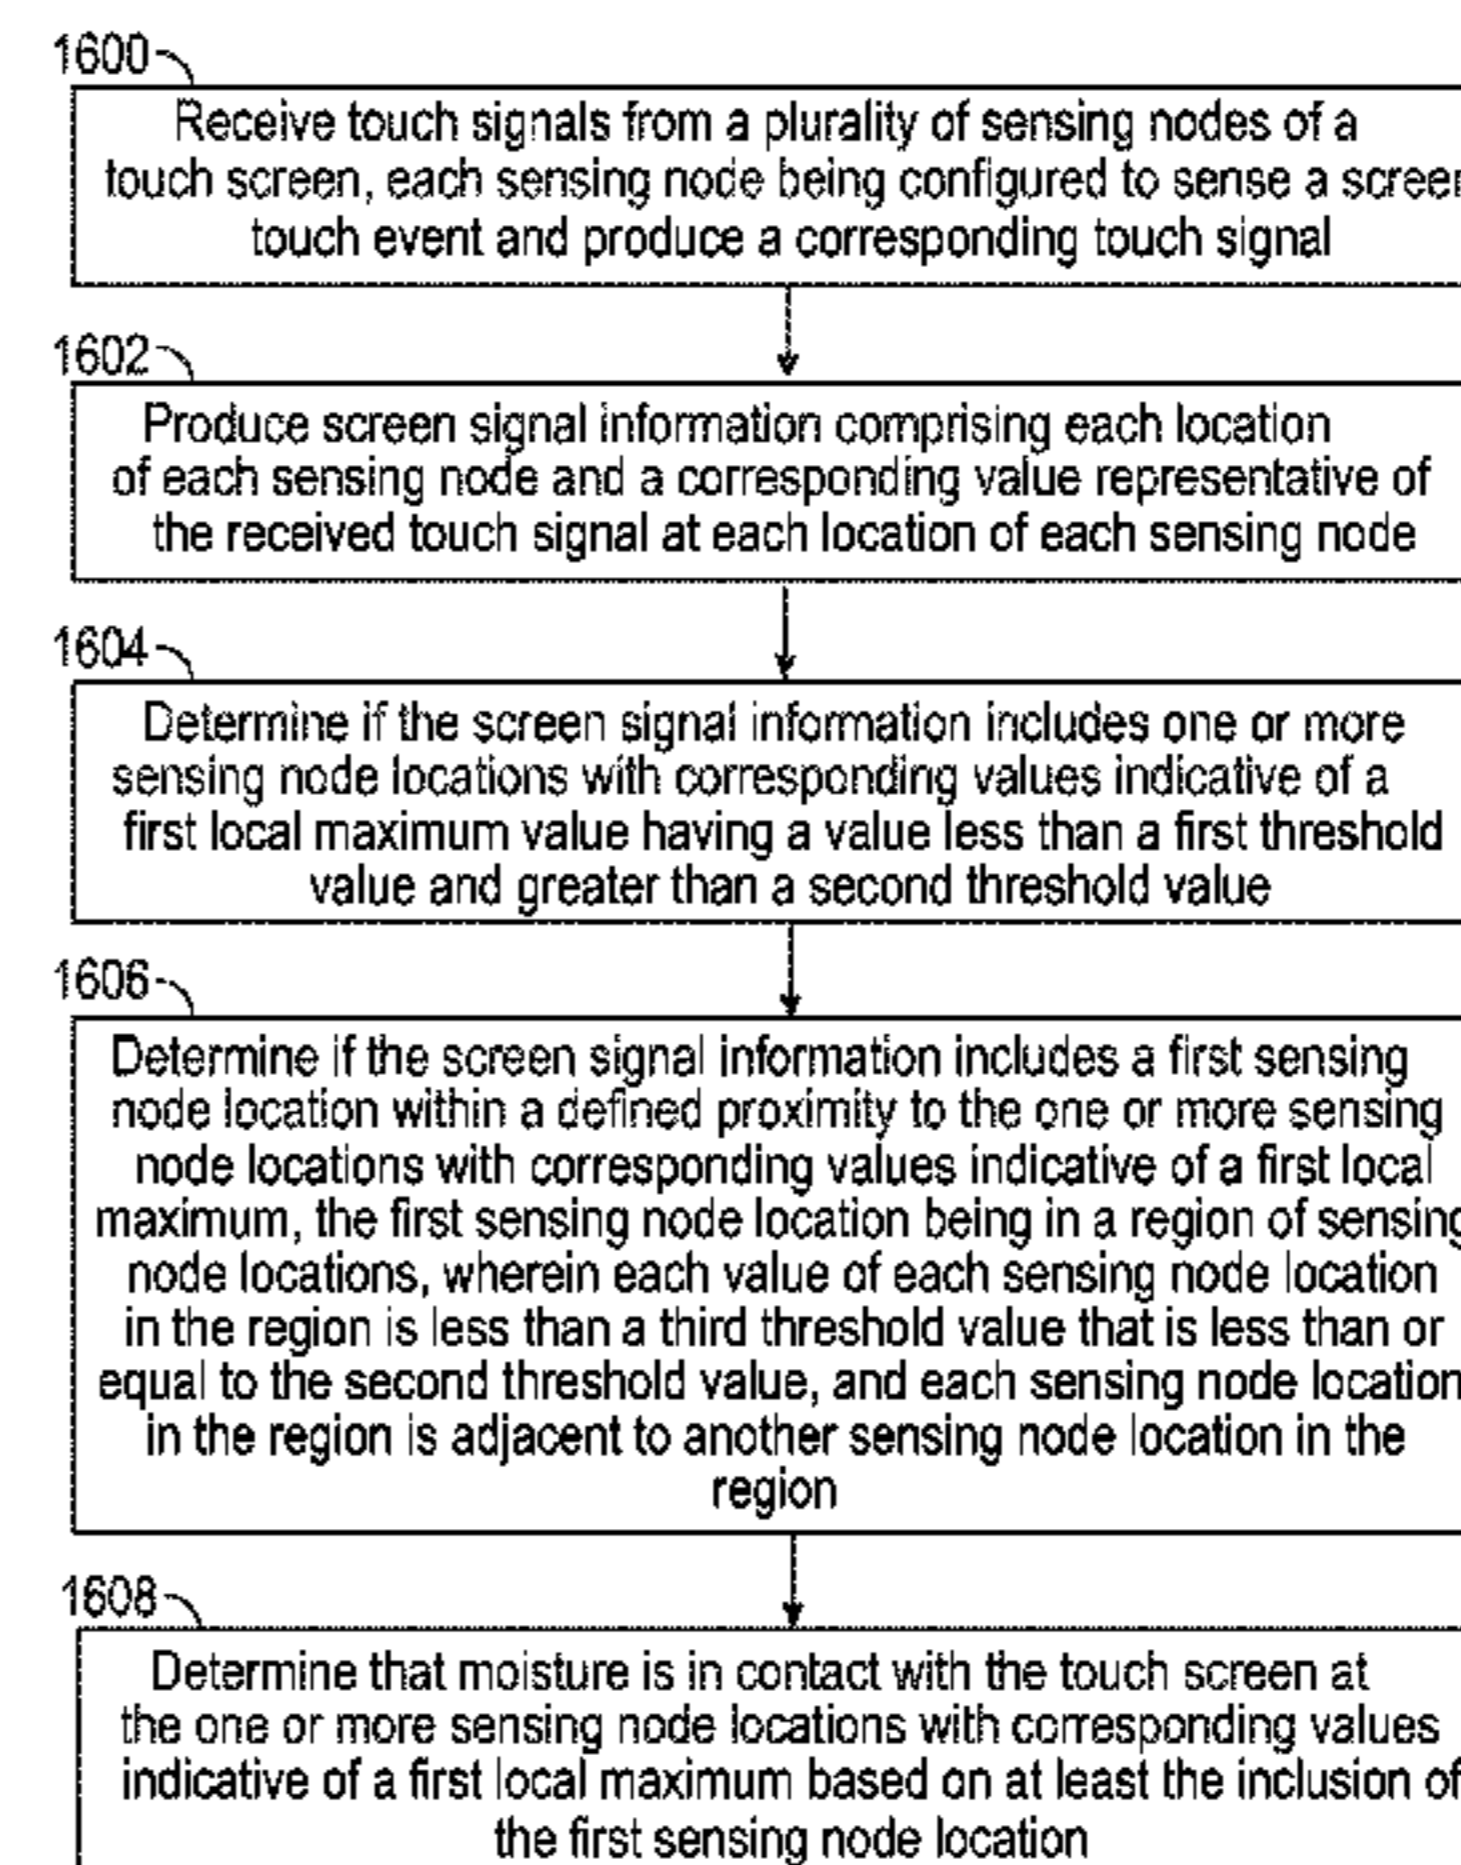 1600
Receive touch signals from a plurality of sensing nodes of a
touch screen, each sensing node being configured to sense a screen
touch event and produce a corresponding touch signal
1602
Produce screen signal information comprising each location
of each sensing node and a corresponding value representative of
the received touch signal at each location of each sensing node
1604
Determine if the screen signal information includes one or more
sensing node locations with corresponding values indicative of a
first local maximum value having a value less than a first threshold
value and greater than a second threshold value
1606
Determine if the screen signal information includes a first sensing
node location within a defined proximity to the one or more sensing
node locations with corresponding values indicative of a first local
maximum, the first sensing node location being in a region of sensing
node locations, wherein each value of each sensing node location
in the region is less than a third threshold value that is less than or
equal to the second threshold value, and each sensing node location
in the region is adjacent to another sensing node location in the
region
1608
Determine that moisture is in contact with the touch screen at
the one or more sensing node locations with corresponding values
indicative of a first local maximum based on at least the inclusion of
the first sensing node location